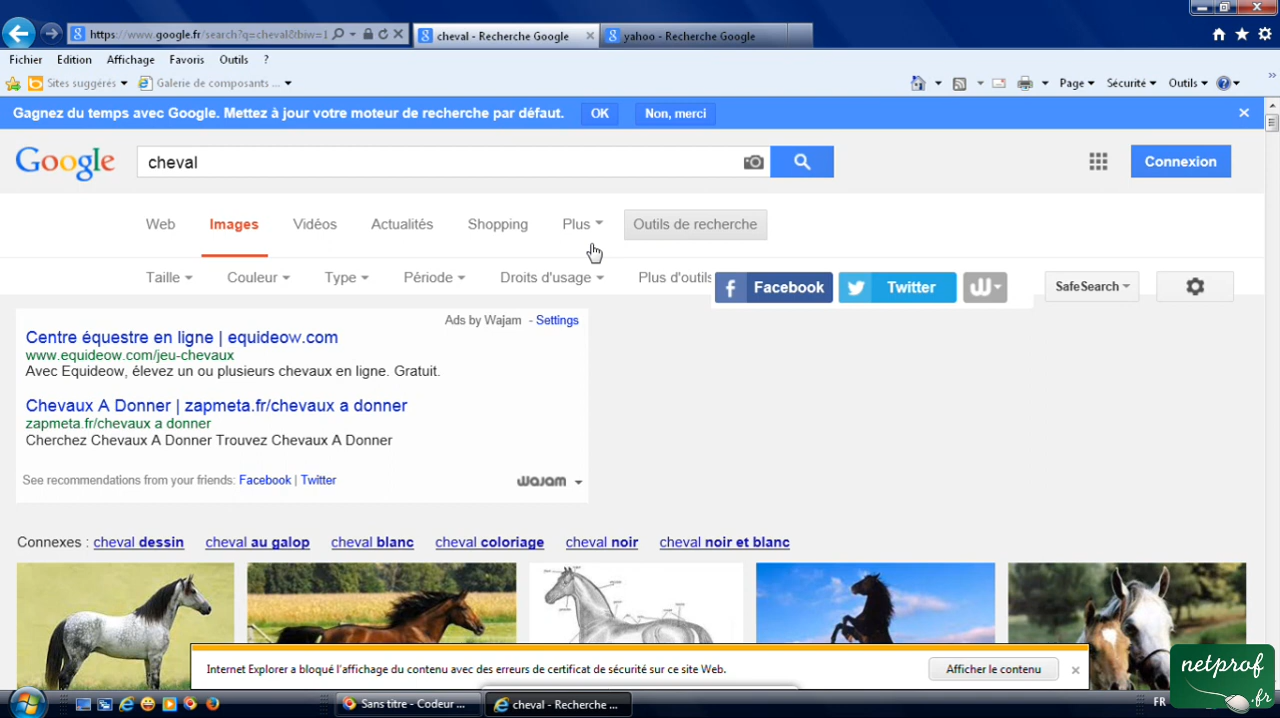 https://www.google.fr/search?q=cheval&tbiw=1
cheval - Recherche Google
yahoo - Recherche Google
Fichier Edition Affichage Favoris Outils ?
Sites suggérés
Galerie de composants ...
Page Sécurité Outils
Gagnez du temps avec Google. Mettez à jour votre moteur de recherche par défaut. OK Non, merci
Google cheval Connexion
Web Images Vidéos Actualités Shopping Plus Outils de recherche
Taille Couleur Type Période Droits d'usage Plus d'outils
Facebook Twitter SafeSearch
Ads by Wajam - Settings
Centre équestre en ligne | equideow.com
www.equideow.com/jeu-chevaux
Avec Equideow, élevez un ou plusieurs chevaux en ligne. Gratuit.
Chevaux A Donner | zapmeta.fr/chevaux a donner
zapmeta.fr/chevaux a donner
Cherchez Chevaux A Donner Trouvez Chevaux A Donner
See recommendations from your friends: Facebook | Twitter
wajam
Connexes : cheval dessin cheval au galop cheval blanc cheval coloriage cheval noir cheval noir et blanc
Internet Explorer a bloqué l'affichage du contenu avec des erreurs de certificat de sécurité sur ce site Web. Afficher le contenu
netprof
.fr
Sans titre - Codeur ...
cheval - Recherche ...
FR